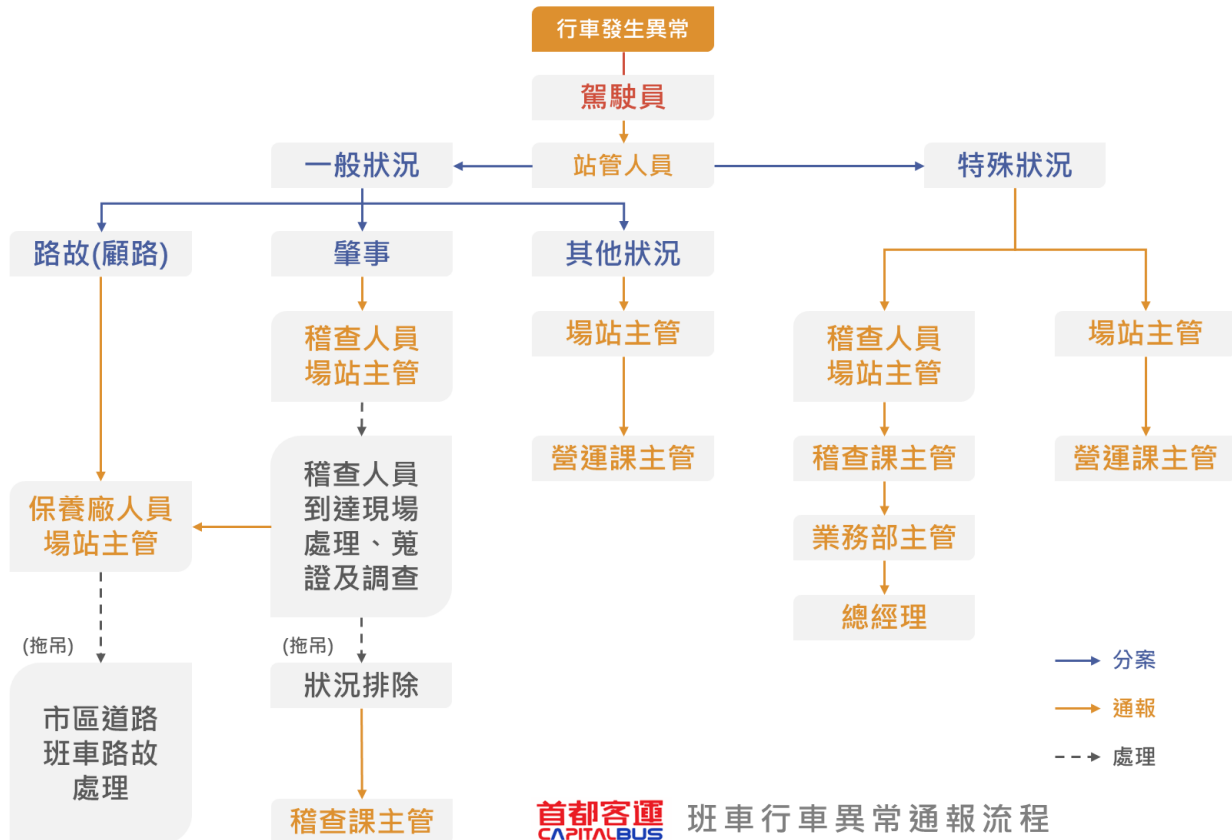 行車發生異常
駕駛員
一般狀況
站管人員
特殊狀況
路故(顧路)
肇事
其他狀況
稽查人員
場站主管
場站主管
稽查人員
場站主管
場站主管
稽查人員
到達現場
處理、蒐
證及調查
營運課主管
稽查課主管
營運課主管
保養廠人員
場站主管
業務部主管
總經理
(拖吊)
(拖吊)
市區道路
班車路故
處理
狀況排除
稽查課主管
分案
通報
處理
首都客運
CAPITALBUS
班車行車異常通報流程